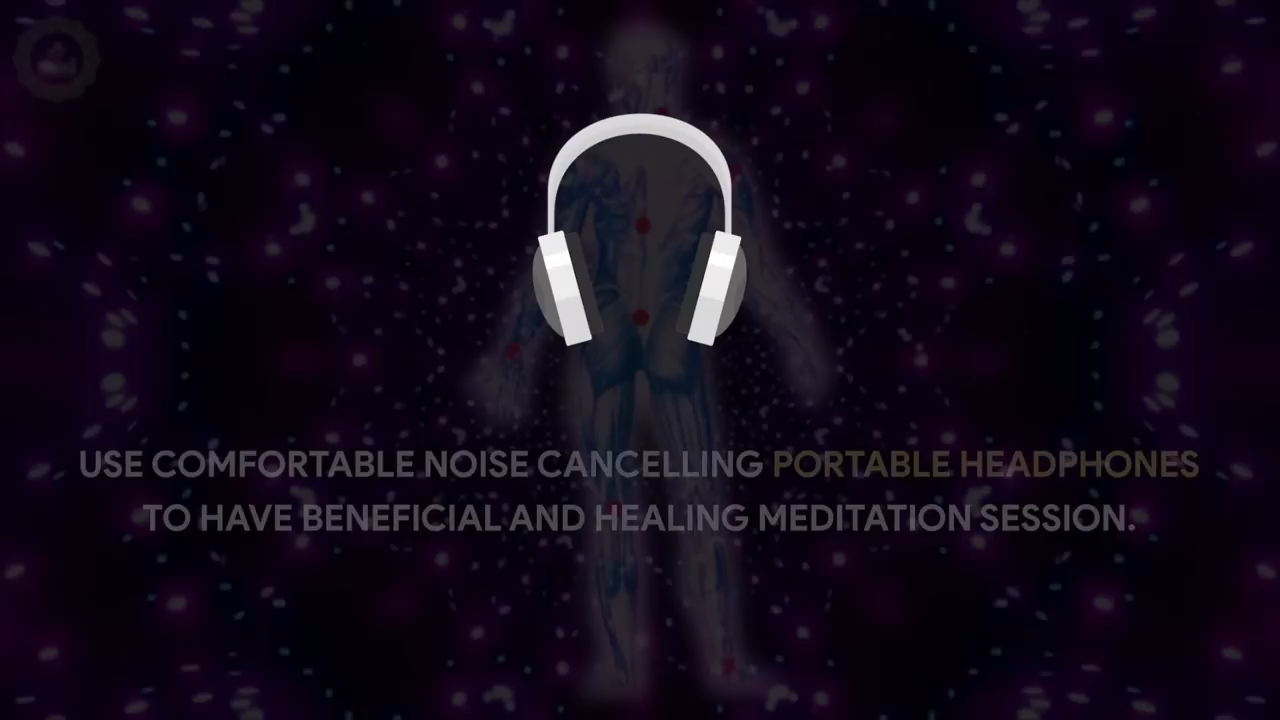 USE COMFORTABLE NOISE CANCELLING PORTABLE HEADPHONES
TO HAVE BENEFICIAL AND HEALING MEDITATION SESSION.